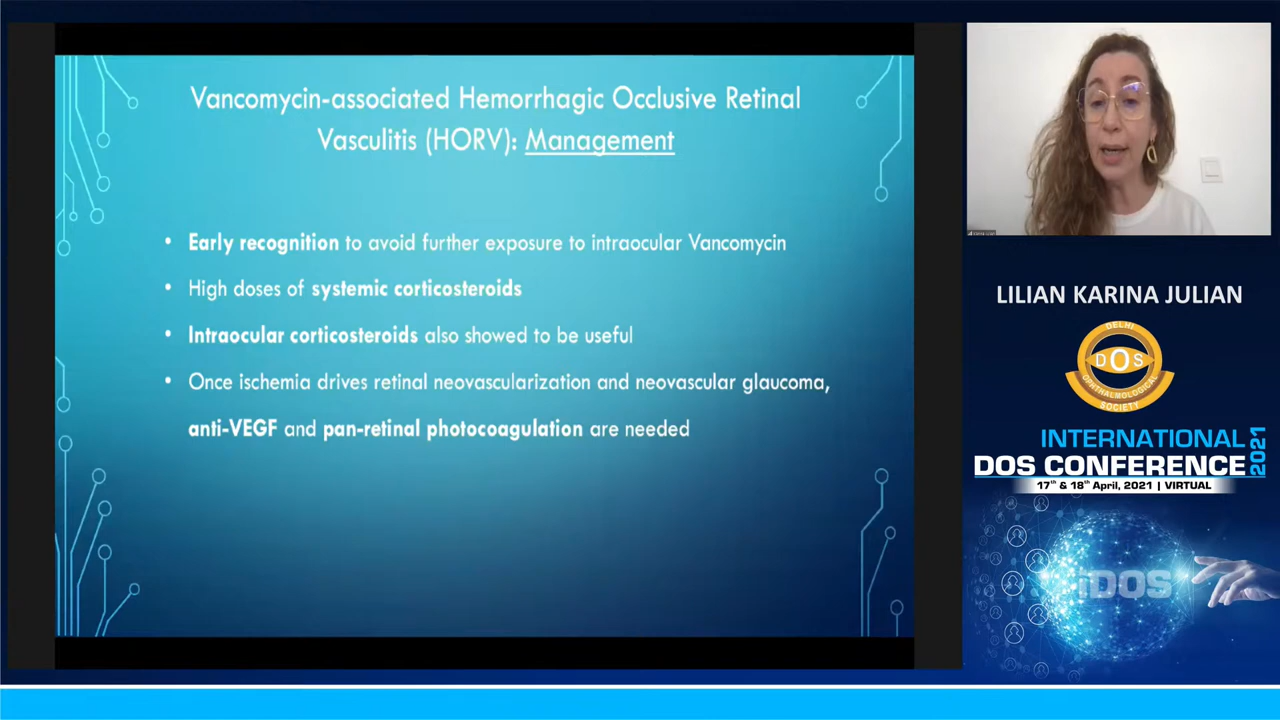 Vancomycin-associated Hemorrhagic Occlusive Retinal
Vasculitis (HORV): Management
• Early recognition to avoid further exposure to intraocular Vancomycin
• High doses of systemic corticosteroids
• Intraocular corticosteroids also showed to be useful
• Once ischemia drives retinal neovascularization and neovascular glaucoma,
anti-VEGF and pan-retinal photocoagulation are needed
LILIAN KARINA JULIAN
DELHI
DOS
OPHTHALMOLOGICAL
SOCIETY
INTERNATIONAL
DOS CONFERENCE
2021
17th & 18th April, 2021 | VIRTUAL
iDOS